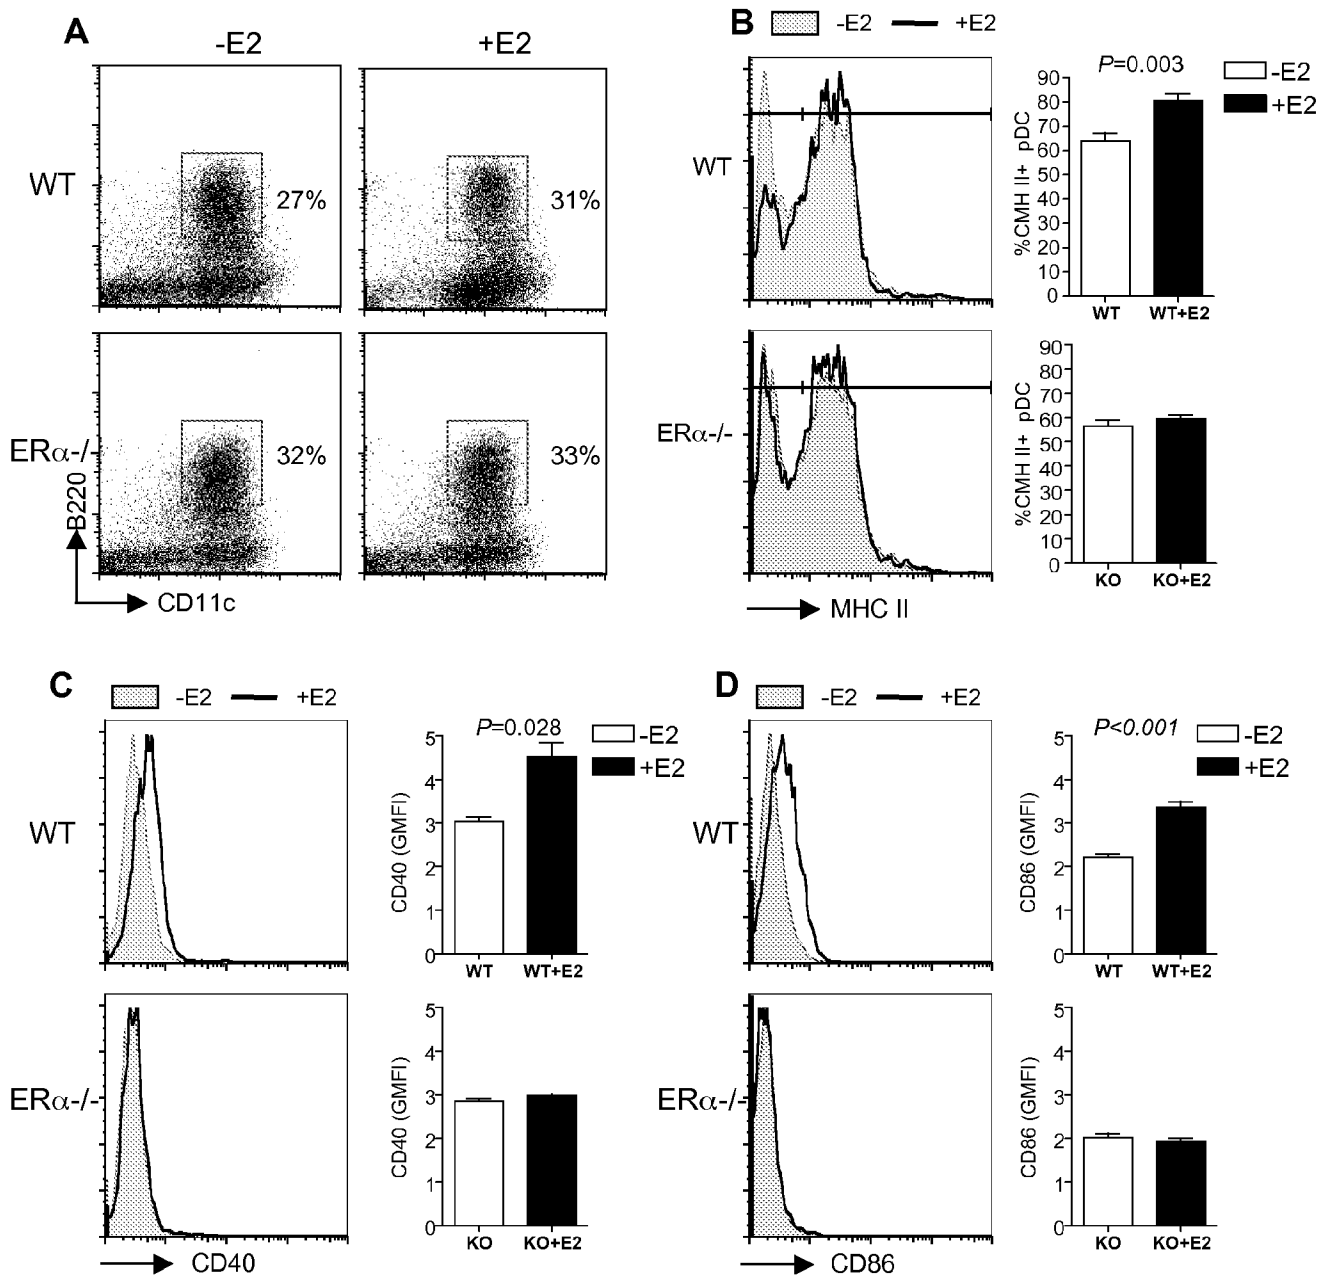 A
-E2
+E2
WT
27%
31%
ERα-/-
32%
33%
B220
CD11c
B
-E2
+E2
WT
P=0.003
-E2
+E2
%CMH II+ pDC
90
80
70
60
50
40
30
20
10
0
WT
WT+E2
ERα-/-
MHC II
%CMH II+ pDC
90
80
70
60
50
40
30
20
10
0
KO
KO+E2
C
-E2
+E2
WT
P=0.028
-E2
+E2
CD40 (GMFI)
5
4
3
2
1
0
WT
WT+E2
ERα-/-
CD40
CD40 (GMFI)
5
4
3
2
1
0
KO
KO+E2
D
-E2
+E2
WT
P<0.001
-E2
+E2
CD86 (GMFI)
5
4
3
2
1
0
WT
WT+E2
ERα-/-
CD86
CD86 (GMFI)
5
4
3
2
1
0
KO
KO+E2